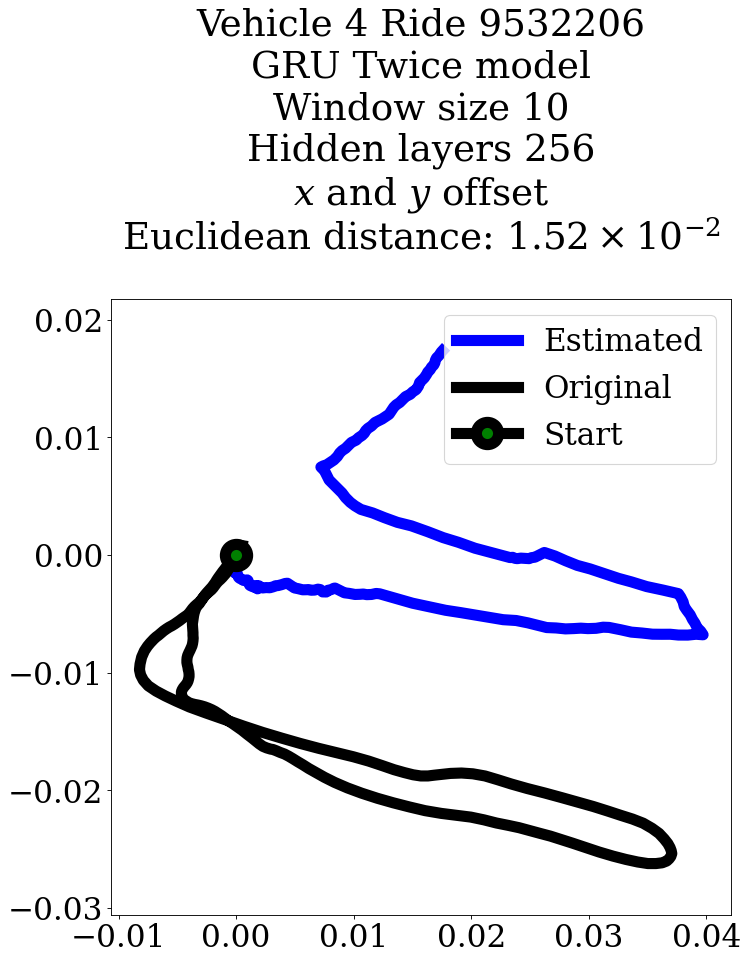 Vehicle 4 Ride 9532206
GRU Twice model
Window size 10
Hidden layers 256
x and y offset
Euclidean distance: 1.52 × 10⁻²
Estimated
Original
Start
0.02
0.01
0.00
−0.01
−0.02
−0.03
−0.01 0.00 0.01 0.02 0.03 0.04